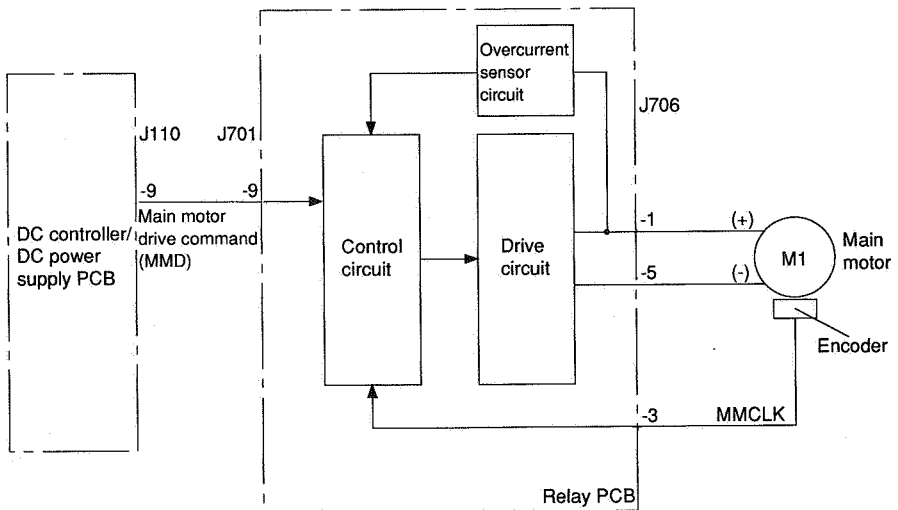 Overcurrent
sensor
circuit
J706
J110
J701
-9
-9
Main motor
drive command
(MMD)
DC controller/
DC power
supply PCB
Control
circuit
Drive
circuit
-1
(+)
-5
(-)
M1
Main
motor
Encoder
-3
MMCLK
Relay PCB